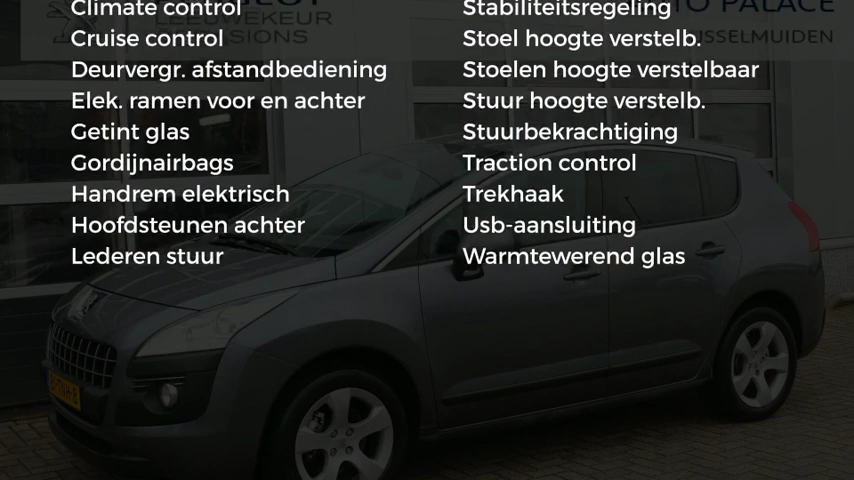 Climate control
Cruise control
Deurvergr. afstandbediening
Elek. ramen voor en achter
Getint glas
Gordijnairbags
Handrem elektrisch
Hoofdsteunen achter
Lederen stuur
Stabiliteitsregeling
Stoel hoogte verstelb.
Stoelen hoogte verstelbaar
Stuur hoogte verstelb.
Stuurbekrachtiging
Traction control
Trekhaak
Usb-aansluiting
Warmtewerend glas
LEEUWEKEUR
PALACE